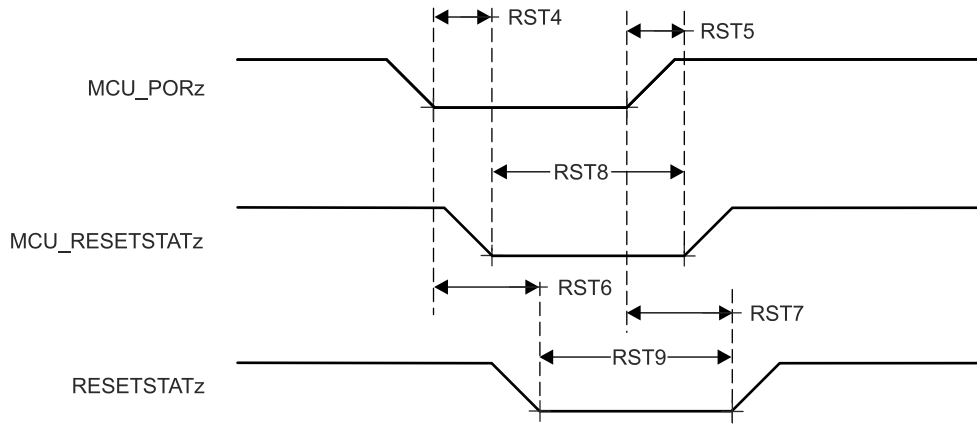 RST4
RST5
MCU_PORz
RST8
MCU_RESETSTATz
RST6
RST7
RST9
RESETSTATz